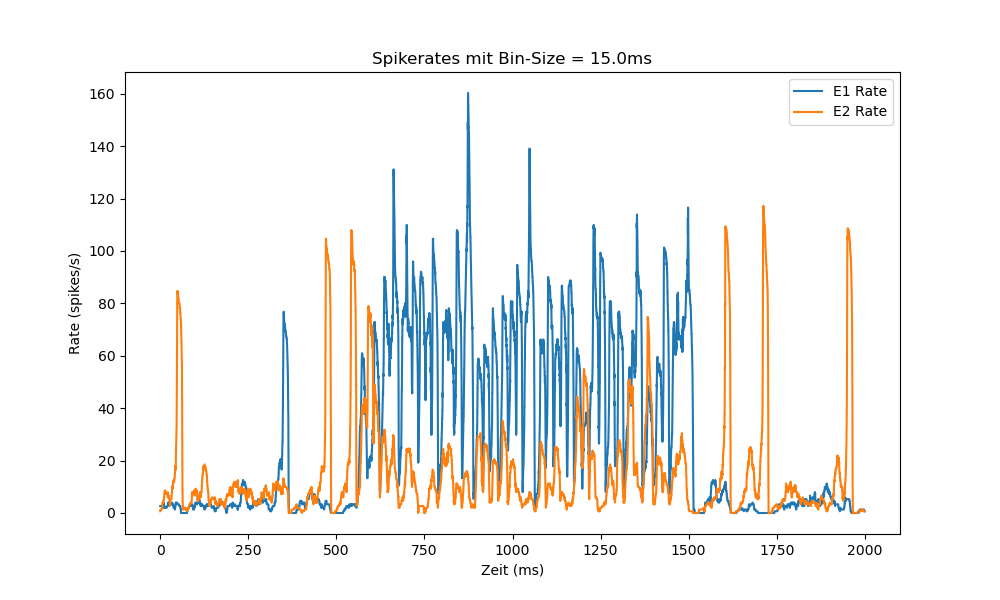 Spikerates mit Bin-Size = 15.0ms
E1 Rate
E2 Rate
Rate (spikes/s)
160
140
120
100
80
60
40
20
0
0 250 500 750 1000 1250 1500 1750 2000
Zeit (ms)